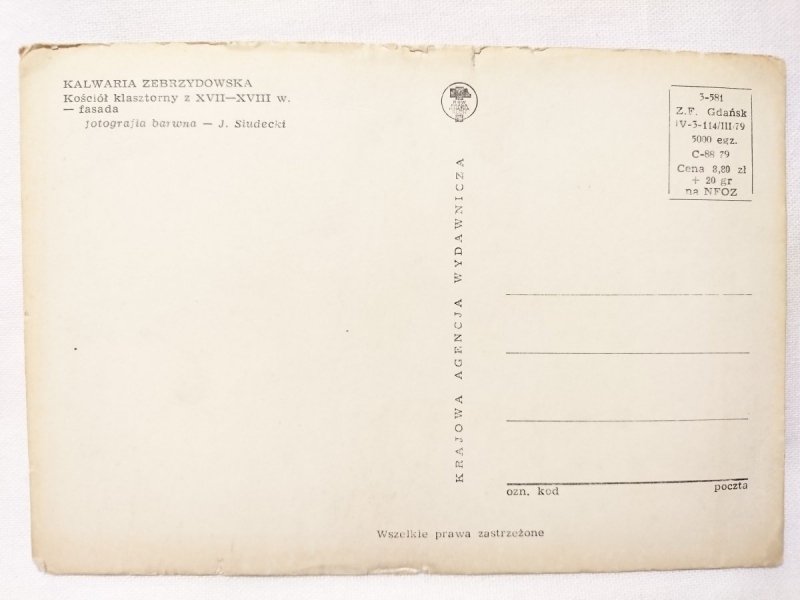 KALWARIA ZEBRZYDOWSKA
Kościół klasztorny z XVII—XVIII w.
— fasada
fotografia barwna — J. Siudecki
KRAJOWA AGENCJA WYDAWNICZA
3-581
Z.F. Gdańsk
IV-3-114/III/79
5000 egz.
C-88 79
Cena 3,80 zł
+ 20 gr
na NFOZ
ozn. kod poczta
Wszelkie prawa zastrzeżone